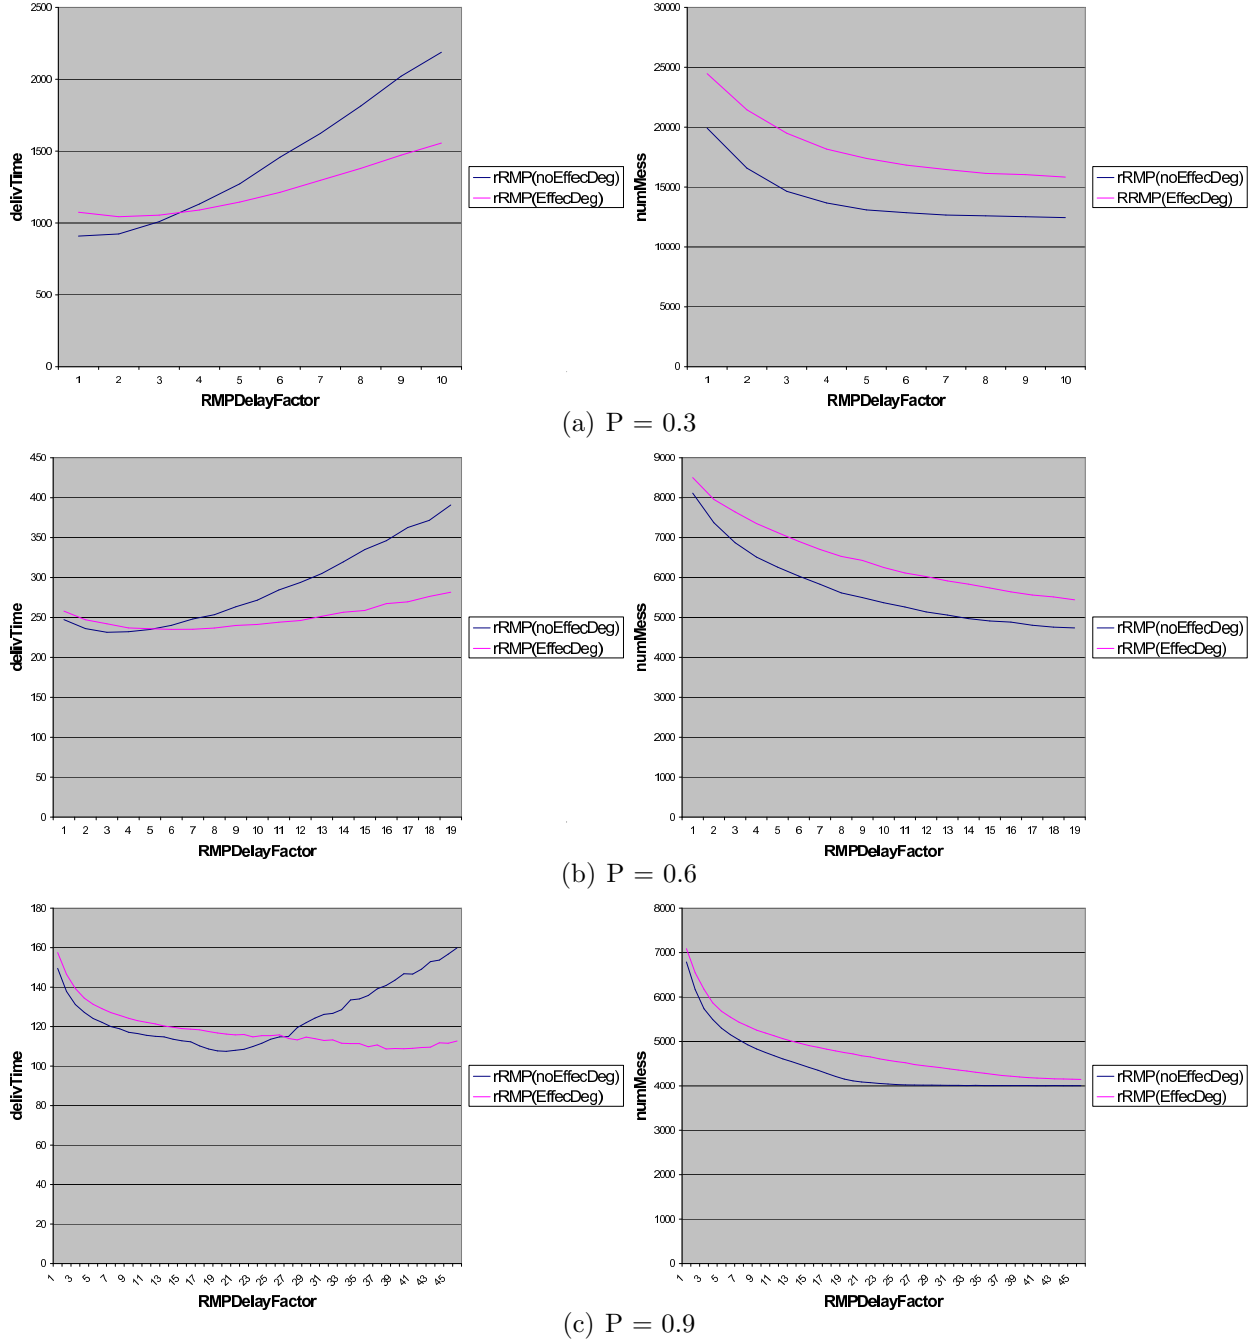 2500
2000
1500
1000
500
0
delivTime
1 2 3 4 5 6 7 8 9 10
RMPDelayFactor
rRMP(noEffecDeg)
rRMP(EffecDeg)
30000
25000
20000
15000
10000
5000
0
numMess
1 2 3 4 5 6 7 8 9 10
RMPDelayFactor
rRMP(noEffecDeg)
RRMP(EffecDeg)
(a) P = 0.3
450
400
350
300
250
200
150
100
50
0
delivTime
1 2 3 4 5 6 7 8 9 10 11 12 13 14 15 16 17 18 19
RMPDelayFactor
rRMP(noEffecDeg)
rRMP(EffecDeg)
9000
8000
7000
6000
5000
4000
3000
2000
1000
0
numMess
1 2 3 4 5 6 7 8 9 10 11 12 13 14 15 16 17 18 19
RMPDelayFactor
rRMP(noEffecDeg)
rRMP(EffecDeg)
(b) P = 0.6
180
160
140
120
100
80
60
40
20
0
delivTime
1 3 5 7 9 11 13 15 17 19 21 23 25 27 29 31 33 35 37 39 41 43 45
RMPDelayFactor
rRMP(noEffecDeg)
rRMP(EffecDeg)
8000
7000
6000
5000
4000
3000
2000
1000
0
numMess
1 3 5 7 9 11 13 15 17 19 21 23 25 27 29 31 33 35 37 39 41 43 45
RMPDelayFactor
rRMP(noEffecDeg)
rRMP(EffecDeg)
(c) P = 0.9